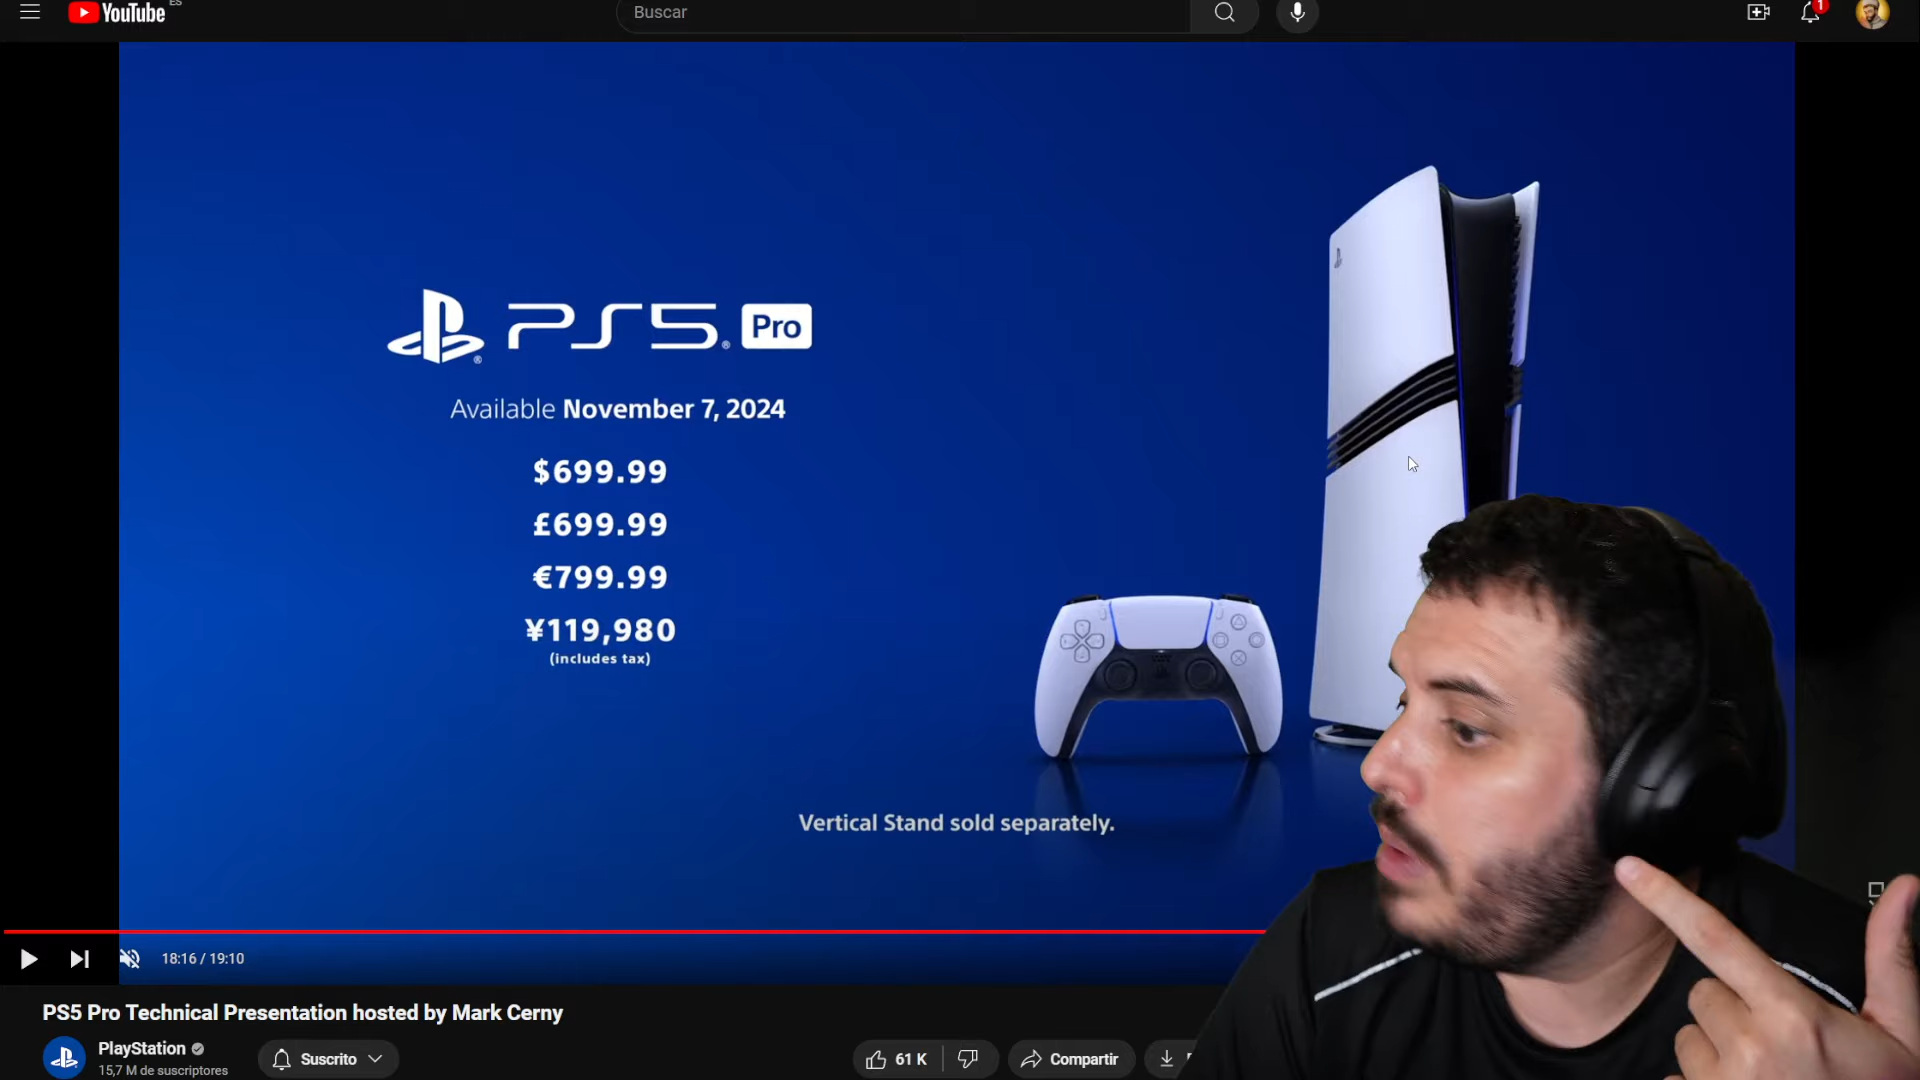 YouTube ES
Buscar
1
PS5 Pro
Available November 7, 2024
$699.99
£699.99
€799.99
¥119,980
(includes tax)
Vertical Stand sold separately.
18:16 / 19:10
PS5 Pro Technical Presentation hosted by Mark Cerny
PlayStation
15,7 M de suscriptores
Suscrito
61 K
Compartir